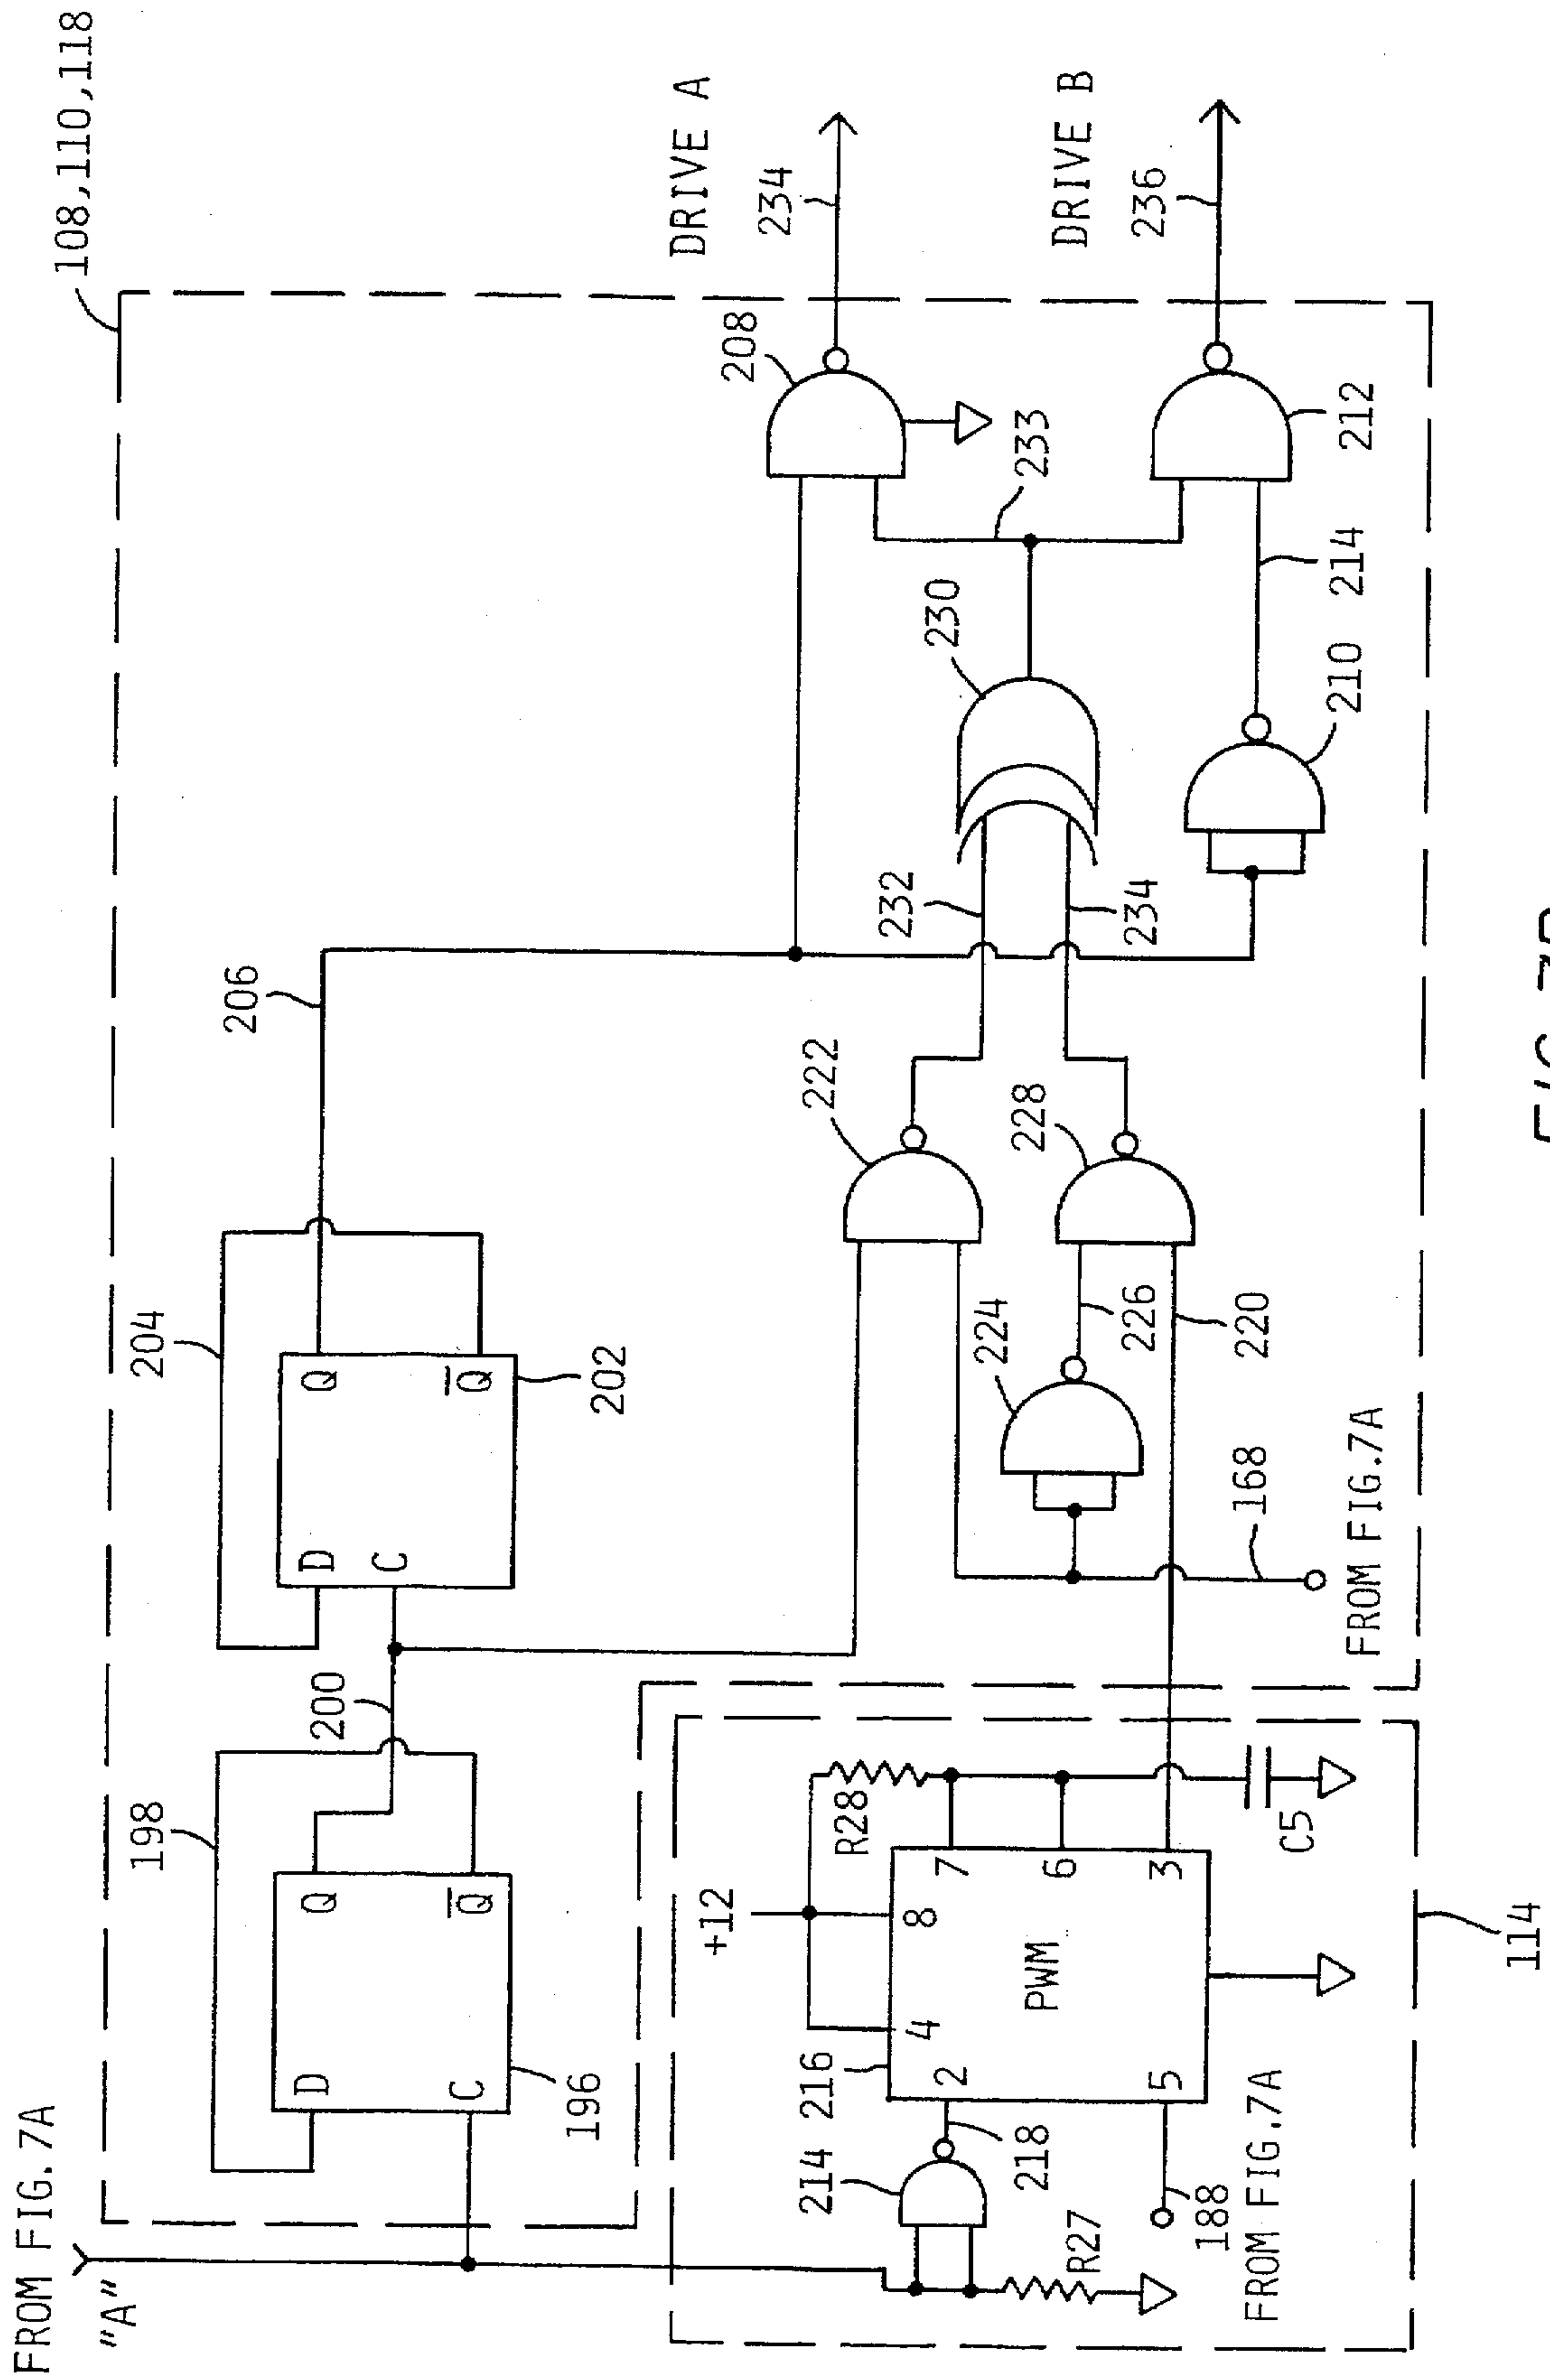 108,110,118
FROM FIG.7A
"A"
198
D
Q
C
Q
196
200
204
D
Q
C
Q
202
206
DRIVE A
234
208
233
DRIVE B
236
212
214
230
210
232
234
222
228
224
226
220
168
FROM FIG.7A
+12
R28
216
4
8
7
2
PWM
6
5
3
C5
214
218
188
R27
FROM FIG.7A
114